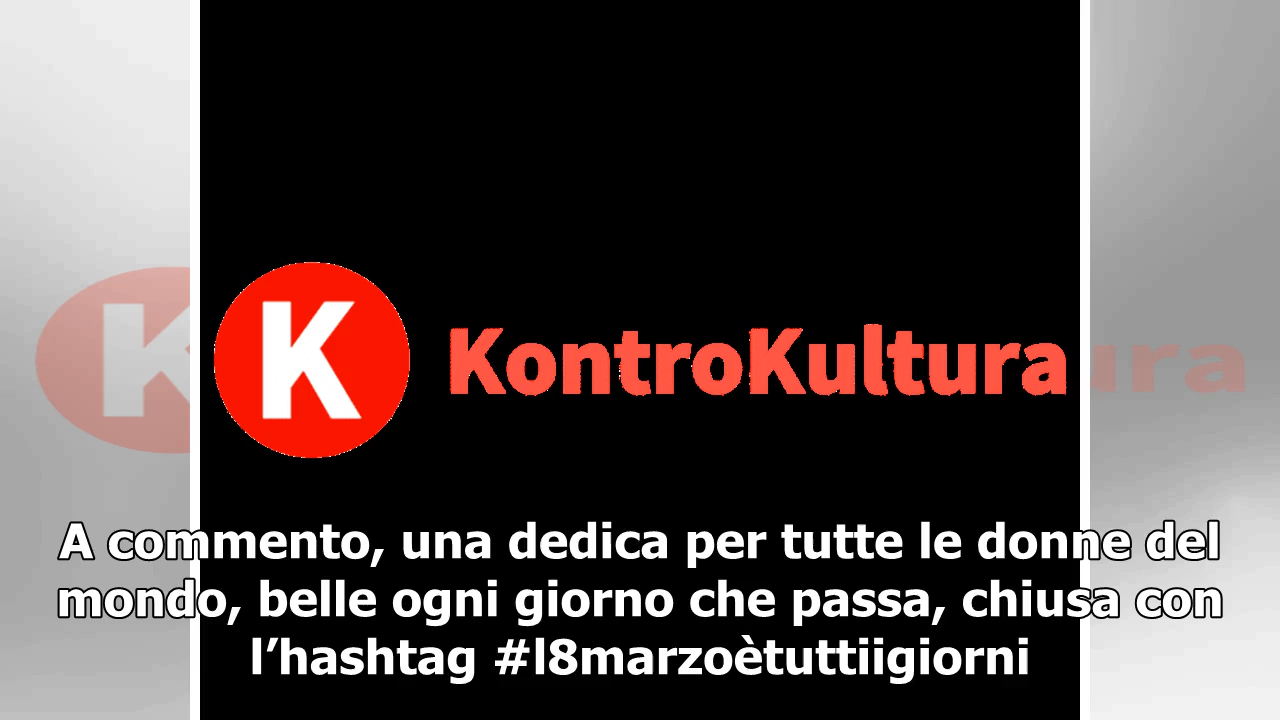 K
KontroKultura
K
ura
A commento, una dedica per tutte le donne del
mondo, belle ogni giorno che passa, chiusa con
l’hashtag #l8marzoètuttiigiorni